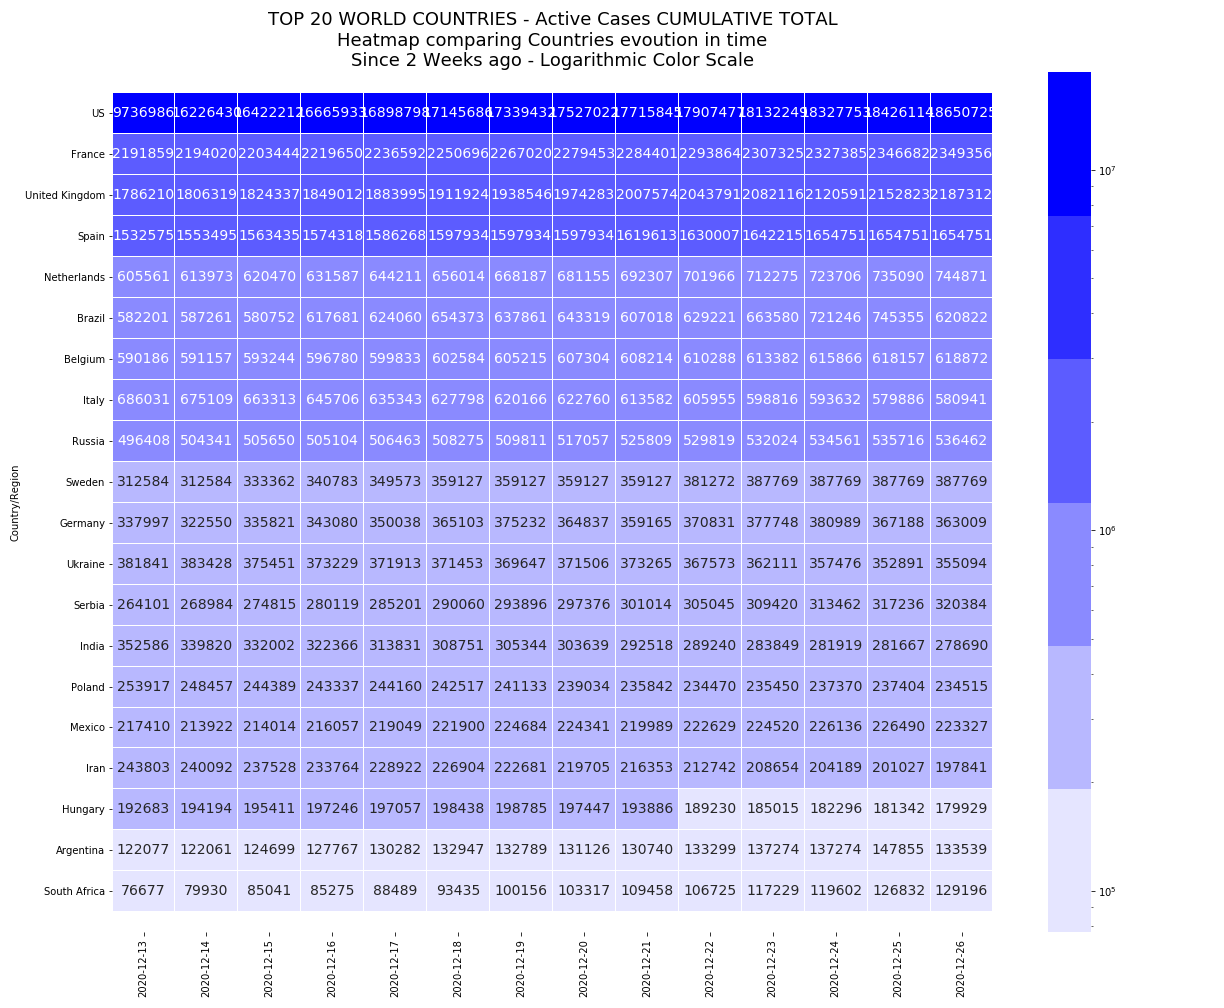 TOP 20 WORLD COUNTRIES - Active Cases CUMULATIVE TOTAL
Heatmap comparing Countries evoution in time
Since 2 Weeks ago - Logarithmic Color Scale
US 9736986 16226430 16422212 16665933 16898798 17145686 17339432 17527022 17715845 17907477 18132249 18327753 18426114 18650725
France 2191859 2194020 2203444 2219650 2236592 2250696 2267020 2279453 2284401 2293864 2307325 2327385 2346682 2349356
United Kingdom 1786210 1806319 1824337 1849012 1883995 1911924 1938546 1974283 2007574 2043791 2082116 2120591 2152823 2187312
Spain 1532575 1553495 1563435 1574318 1586268 1597934 1597934 1597934 1619613 1630007 1642215 1654751 1654751 1654751
Netherlands 605561 613973 620470 631587 644211 656014 668187 681155 692307 701966 712275 723706 735090 744871
Brazil 582201 587261 580752 617681 624060 654373 637861 643319 607018 629221 663580 721246 745355 620822
Belgium 590186 591157 593244 596780 599833 602584 605215 607304 608214 610288 613382 615866 618157 618872
Italy 686031 675109 663313 645706 635343 627798 620166 622760 613582 605955 598816 593632 579886 580941
Russia 496408 504341 505650 505104 506463 508275 509811 517057 525809 529819 532024 534561 535716 536462
Sweden 312584 312584 333362 340783 349573 359127 359127 359127 359127 381272 387769 387769 387769 387769
Germany 337997 322550 335821 343080 350038 365103 375232 364837 359165 370831 377748 380989 367188 363009
Ukraine 381841 383428 375451 373229 371913 371453 369647 371506 373265 367573 362111 357476 352891 355094
Serbia 264101 268984 274815 280119 285201 290060 293896 297376 301014 305045 309420 313462 317236 320384
India 352586 339820 332002 322366 313831 308751 305344 303639 292518 289240 283849 281919 281667 278690
Poland 253917 248457 244389 243337 244160 242517 241133 239034 235842 234470 235450 237370 237404 234515
Mexico 217410 213922 214014 216057 219049 221900 224684 224341 219989 222629 224520 226136 226490 223327
Iran 243803 240092 237528 233764 228922 226904 222681 219705 216353 212742 208654 204189 201027 197841
Hungary 192683 194194 195411 197246 197057 198438 198785 197447 193886 189230 185015 182296 181342 179929
Argentina 122077 122061 124699 127767 130282 132947 132789 131126 130740 133299 137274 137274 147855 133539
South Africa 76677 79930 85041 85275 88489 93435 100156 103317 109458 106725 117229 119602 126832 129196
Country/Region
2020-12-13 2020-12-14 2020-12-15 2020-12-16 2020-12-17 2020-12-18 2020-12-19 2020-12-20 2020-12-21 2020-12-22 2020-12-23 2020-12-24 2020-12-25 2020-12-26
10⁷
10⁶
10⁵